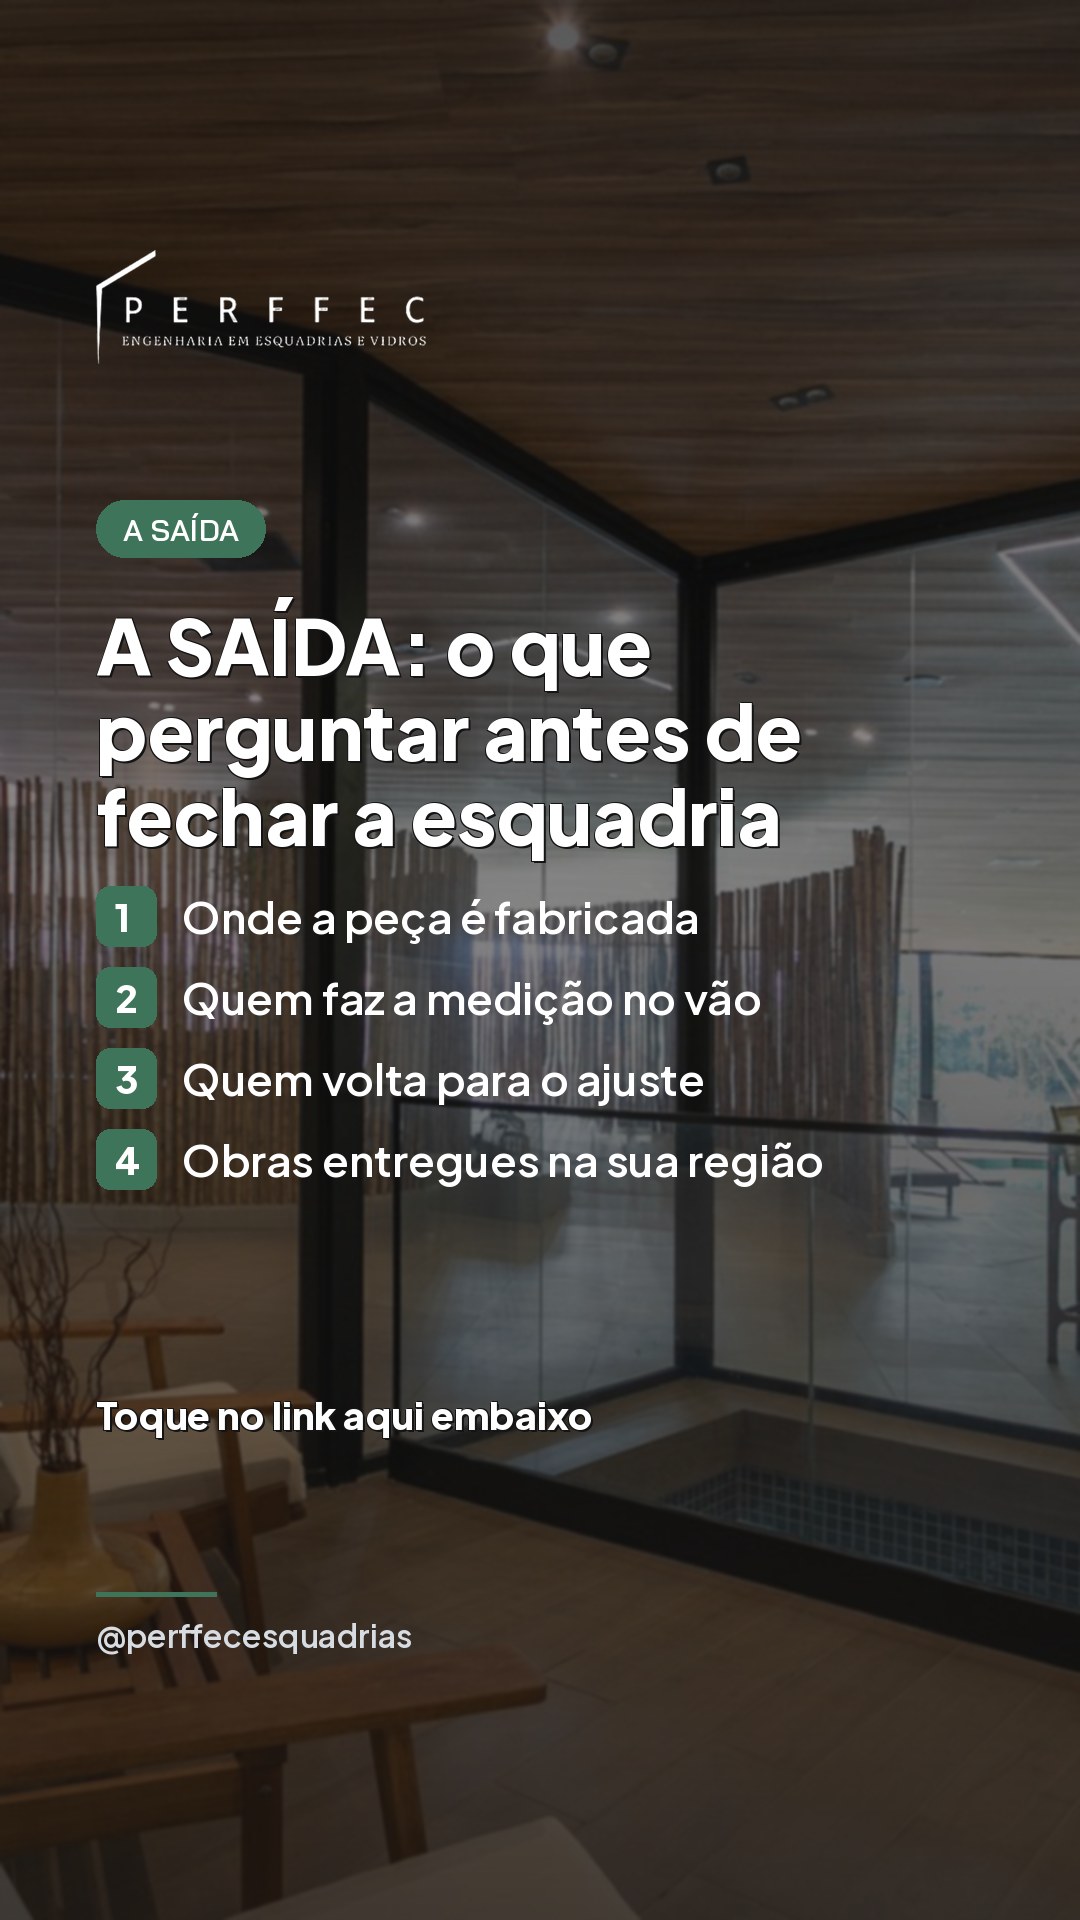 PERFFEC
ENGENHARIA EM ESQUADRIAS E VIDROS
A SAÍDA
A SAÍDA: o que
perguntar antes de
fechar a esquadria
1 Onde a peça é fabricada
2 Quem faz a medição no vão
3 Quem volta para o ajuste
4 Obras entregues na sua região
Toque no link aqui embaixo
@perffecesquadrias